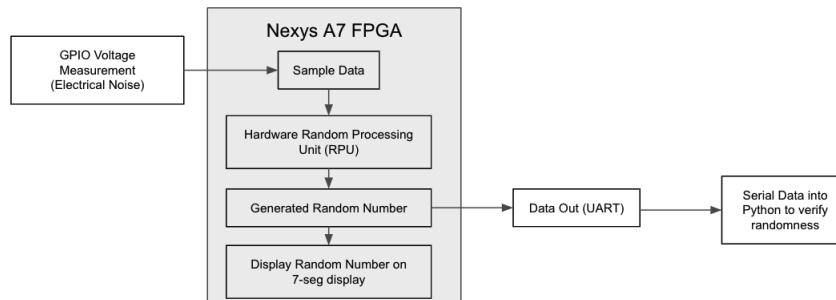 Nexys A7 FPGA
GPIO Voltage
Measurement
(Electrical Noise)
Sample Data
Hardware Random Processing
Unit (RPU)
Generated Random Number
Data Out (UART)
Serial Data into
Python to verify
randomness
Display Random Number on
7-seg display